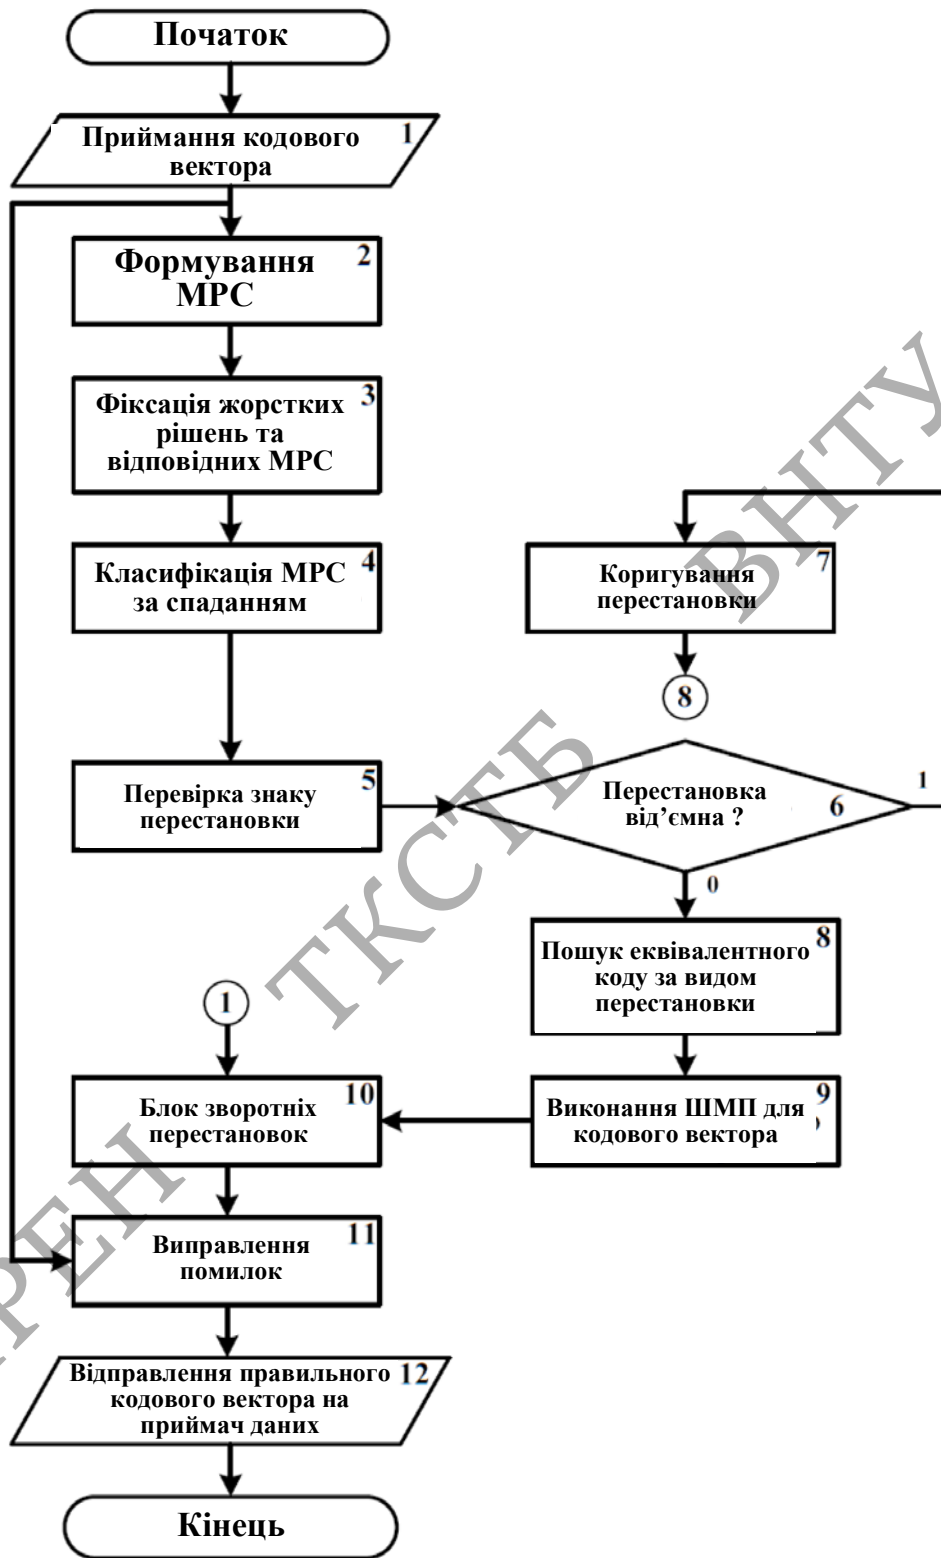 Початок
Приймання кодового 1
вектора
Формування 2
МРС
Фіксація жорстких 3
рішень та
відповідних МРС
Класифікація МРС 4
за спаданням
Коригування 7
перестановки
8
Перевірка знаку 5
перестановки
Перестановка
від’ємна ? 6
1
0
Пошук еквівалентного 8
коду за видом
перестановки
1
Блок зворотніх 10
перестановок
Виконання ШМП для 9
кодового вектора
Виправлення 11
помилок
Відправлення правильного 12
кодового вектора на
приймач даних
Кінець
ТКСТБ
ВНТУ